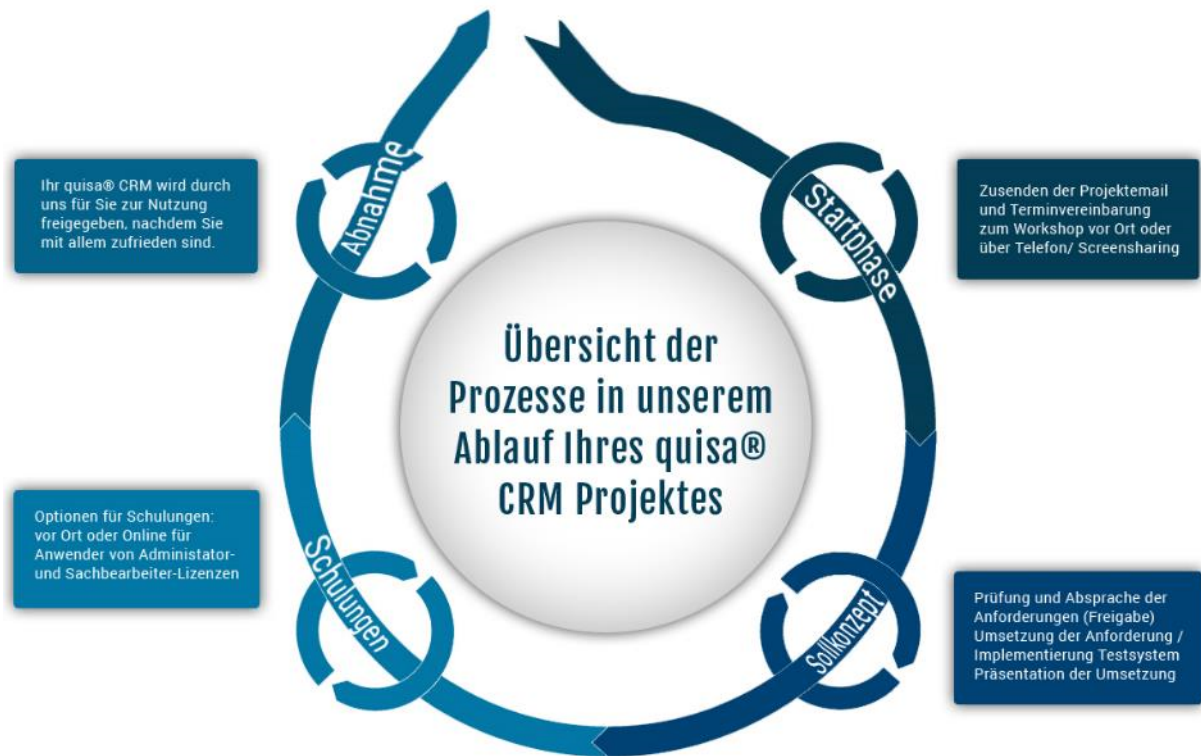 Übersicht der
Prozesse in unserem
Ablauf Ihres quisa®
CRM Projektes
Startphase
Zusenden der Projektemail
und Terminvereinbarung
zum Workshop vor Ort oder
über Telefon/ Screensharing
Sollkonzept
Prüfung und Absprache der
Anforderungen (Freigabe)
Umsetzung der Anforderung /
Implementierung Testsystem
Präsentation der Umsetzung
Schulungen
Optionen für Schulungen:
vor Ort oder Online für
Anwender von Administator-
und Sachbearbeiter-Lizenzen
Abnahme
Ihr quisa® CRM wird durch
uns für Sie zur Nutzung
freigegeben, nachdem Sie
mit allem zufrieden sind.